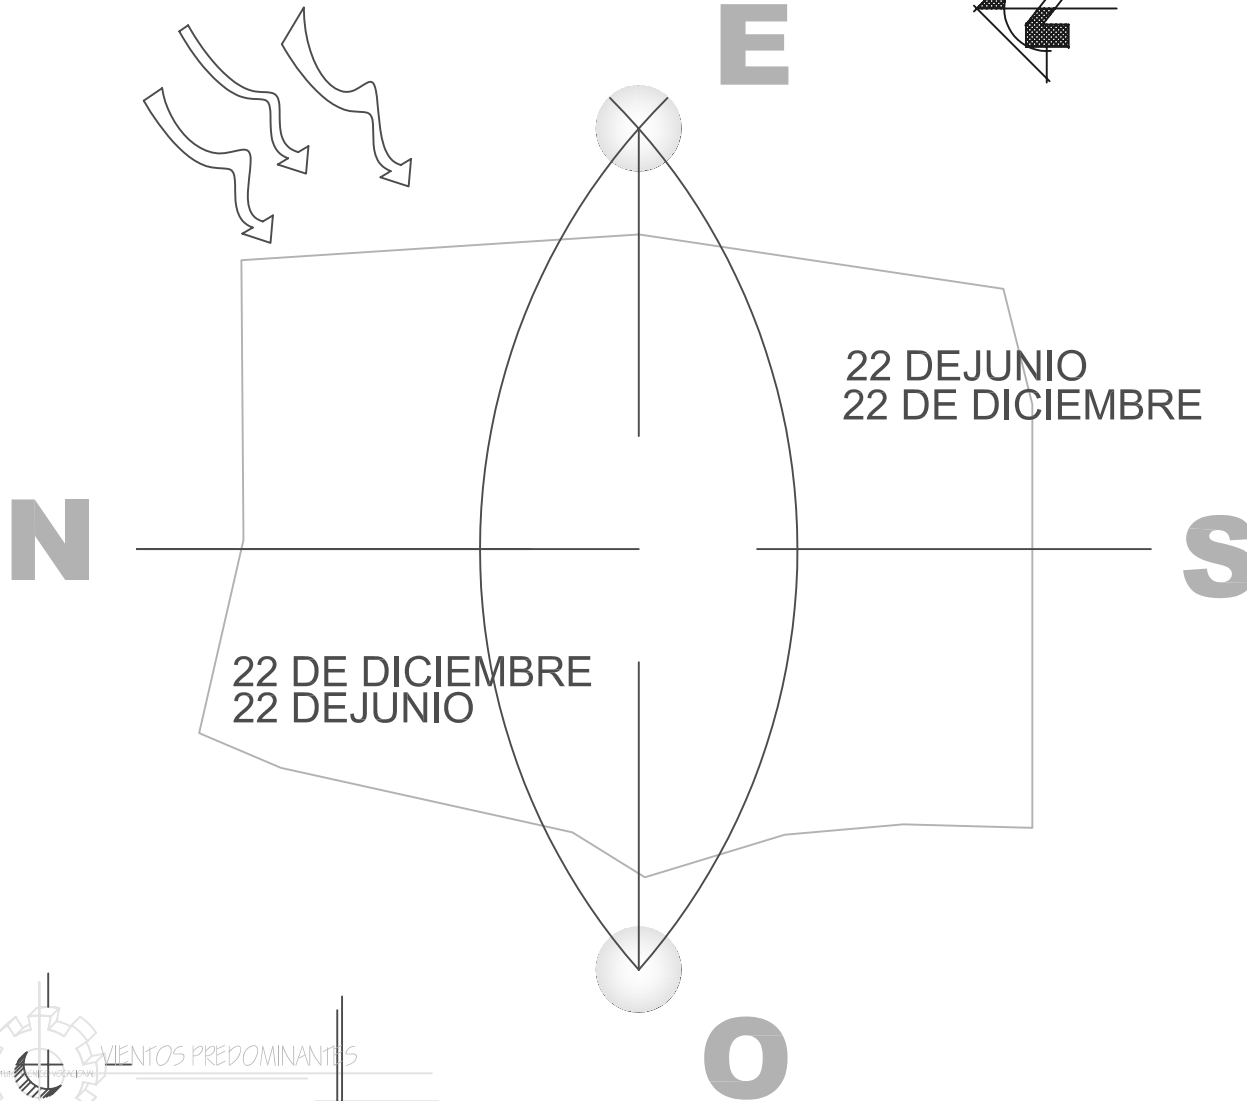 E
22 DEJUNIO
22 DE DICIEMBRE
N
S
22 DE DICIEMBRE
22 DEJUNIO
VIENTOS PREDOMINANTES
O